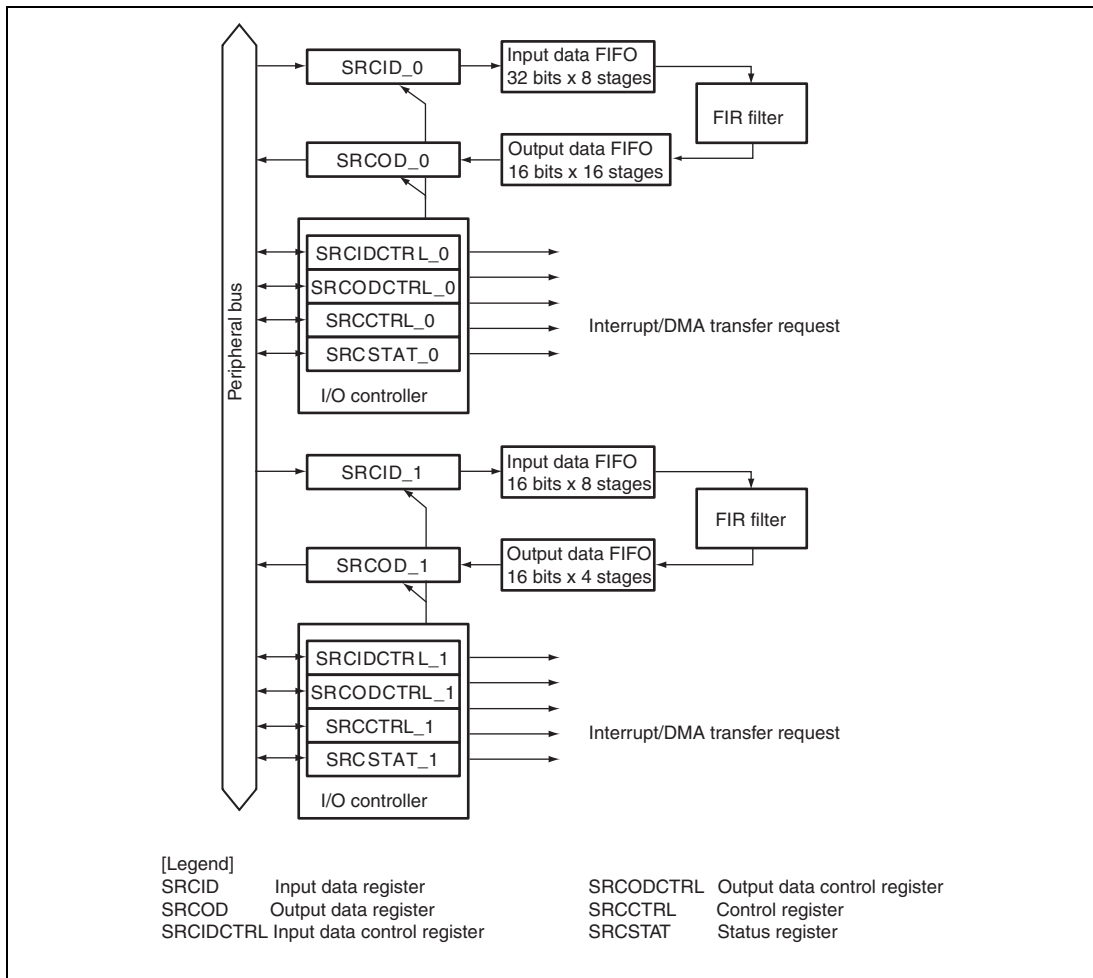 Peripheral bus
SRCID_0
Input data FIFO
32 bits x 8 stages
FIR filter
SRCOD_0
Output data FIFO
16 bits x 16 stages
SRCIDCTRL_0
SRCODCTRL_0
SRCCTRL_0
SRCSTAT_0
I/O controller
Interrupt/DMA transfer request
SRCID_1
Input data FIFO
16 bits x 8 stages
FIR filter
SRCOD_1
Output data FIFO
16 bits x 4 stages
SRCIDCTRL_1
SRCODCTRL_1
SRCCTRL_1
SRCSTAT_1
I/O controller
Interrupt/DMA transfer request
[Legend]
SRCID Input data register
SRCOD Output data register
SRCIDCTRL Input data control register
SRCODCTRL Output data control register
SRCCTRL Control register
SRCSTAT Status register